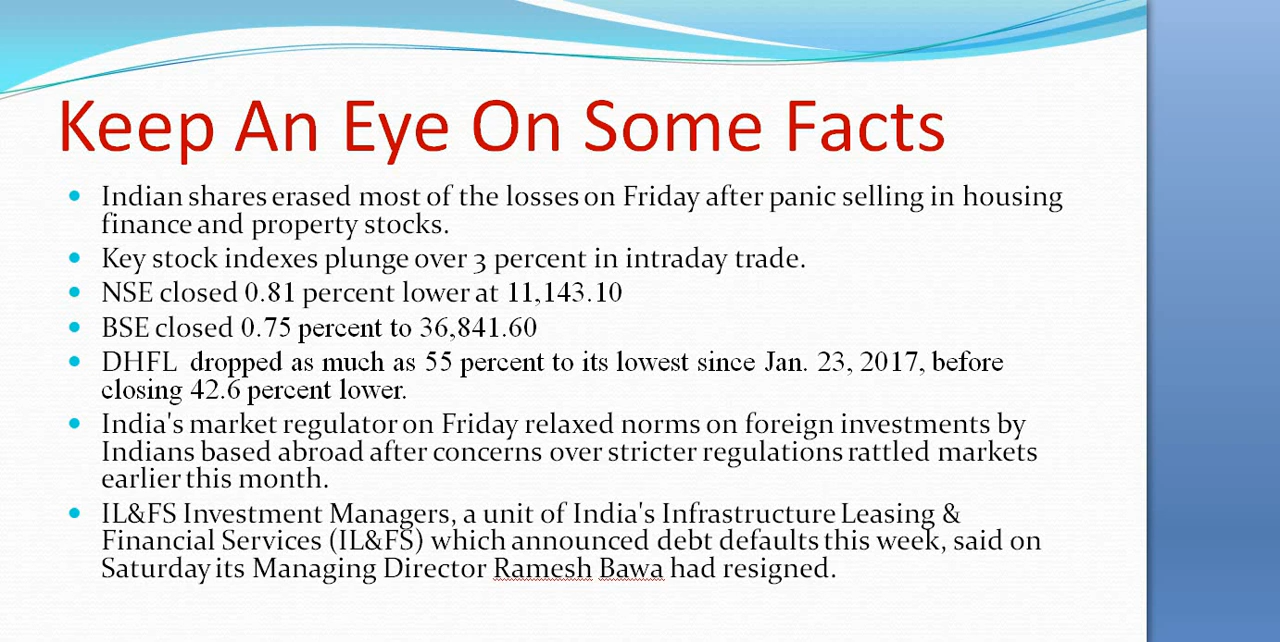 Keep An Eye On Some Facts
Indian shares erased most of the losses on Friday after panic selling in housing
finance and property stocks.
Key stock indexes plunge over 3 percent in intraday trade.
NSE closed 0.81 percent lower at 11,143.10
BSE closed 0.75 percent to 36,841.60
DHFL dropped as much as 55 percent to its lowest since Jan. 23, 2017, before
closing 42.6 percent lower.
India's market regulator on Friday relaxed norms on foreign investments by
Indians based abroad after concerns over stricter regulations rattled markets
earlier this month.
IL&FS Investment Managers, a unit of India's Infrastructure Leasing &
Financial Services (IL&FS) which announced debt defaults this week, said on
Saturday its Managing Director Ramesh Bawa had resigned.